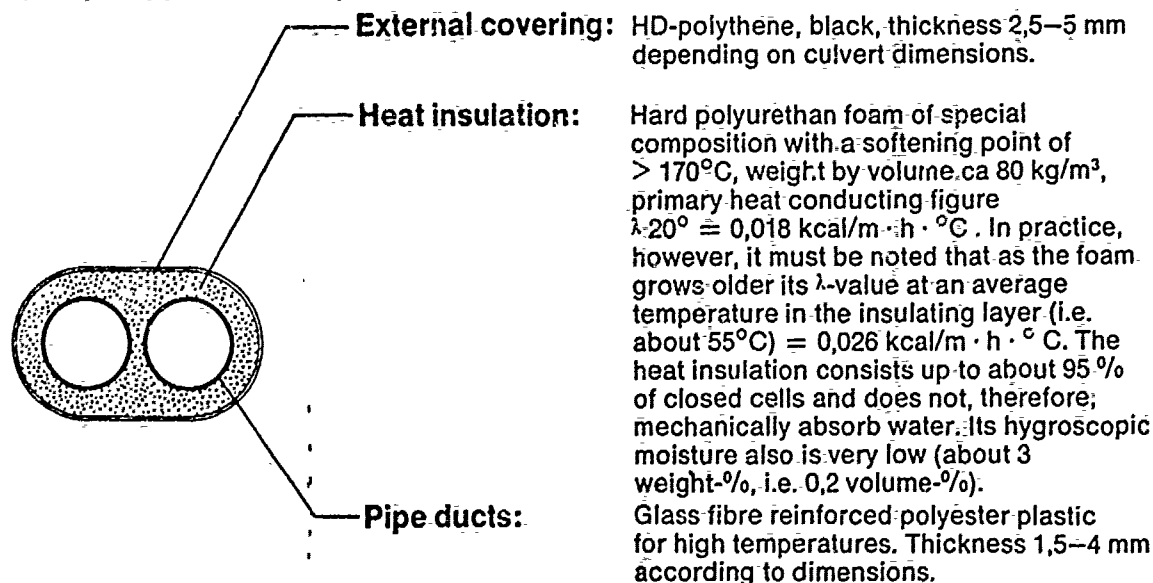 External covering: HD-polythene, black, thickness 2,5–5 mm
depending on culvert dimensions.
Heat insulation: Hard polyurethan foam of special
composition with a softening point of
> 170°C, weight by volume ca 80 kg/m³,
primary heat conducting figure
λ 20° = 0,018 kcal/m · h · °C . In practice,
however, it must be noted that as the foam
grows older its λ-value at an average
temperature in the insulating layer (i.e.
about 55°C) = 0,026 kcal/m · h · ° C. The
heat insulation consists up to about 95 %
of closed cells and does not, therefore,
mechanically absorb water. Its hygroscopic
moisture also is very low (about 3
weight-%, i.e. 0,2 volume-%).
Pipe ducts: Glass fibre reinforced polyester plastic
for high temperatures. Thickness 1,5–4 mm
according to dimensions.